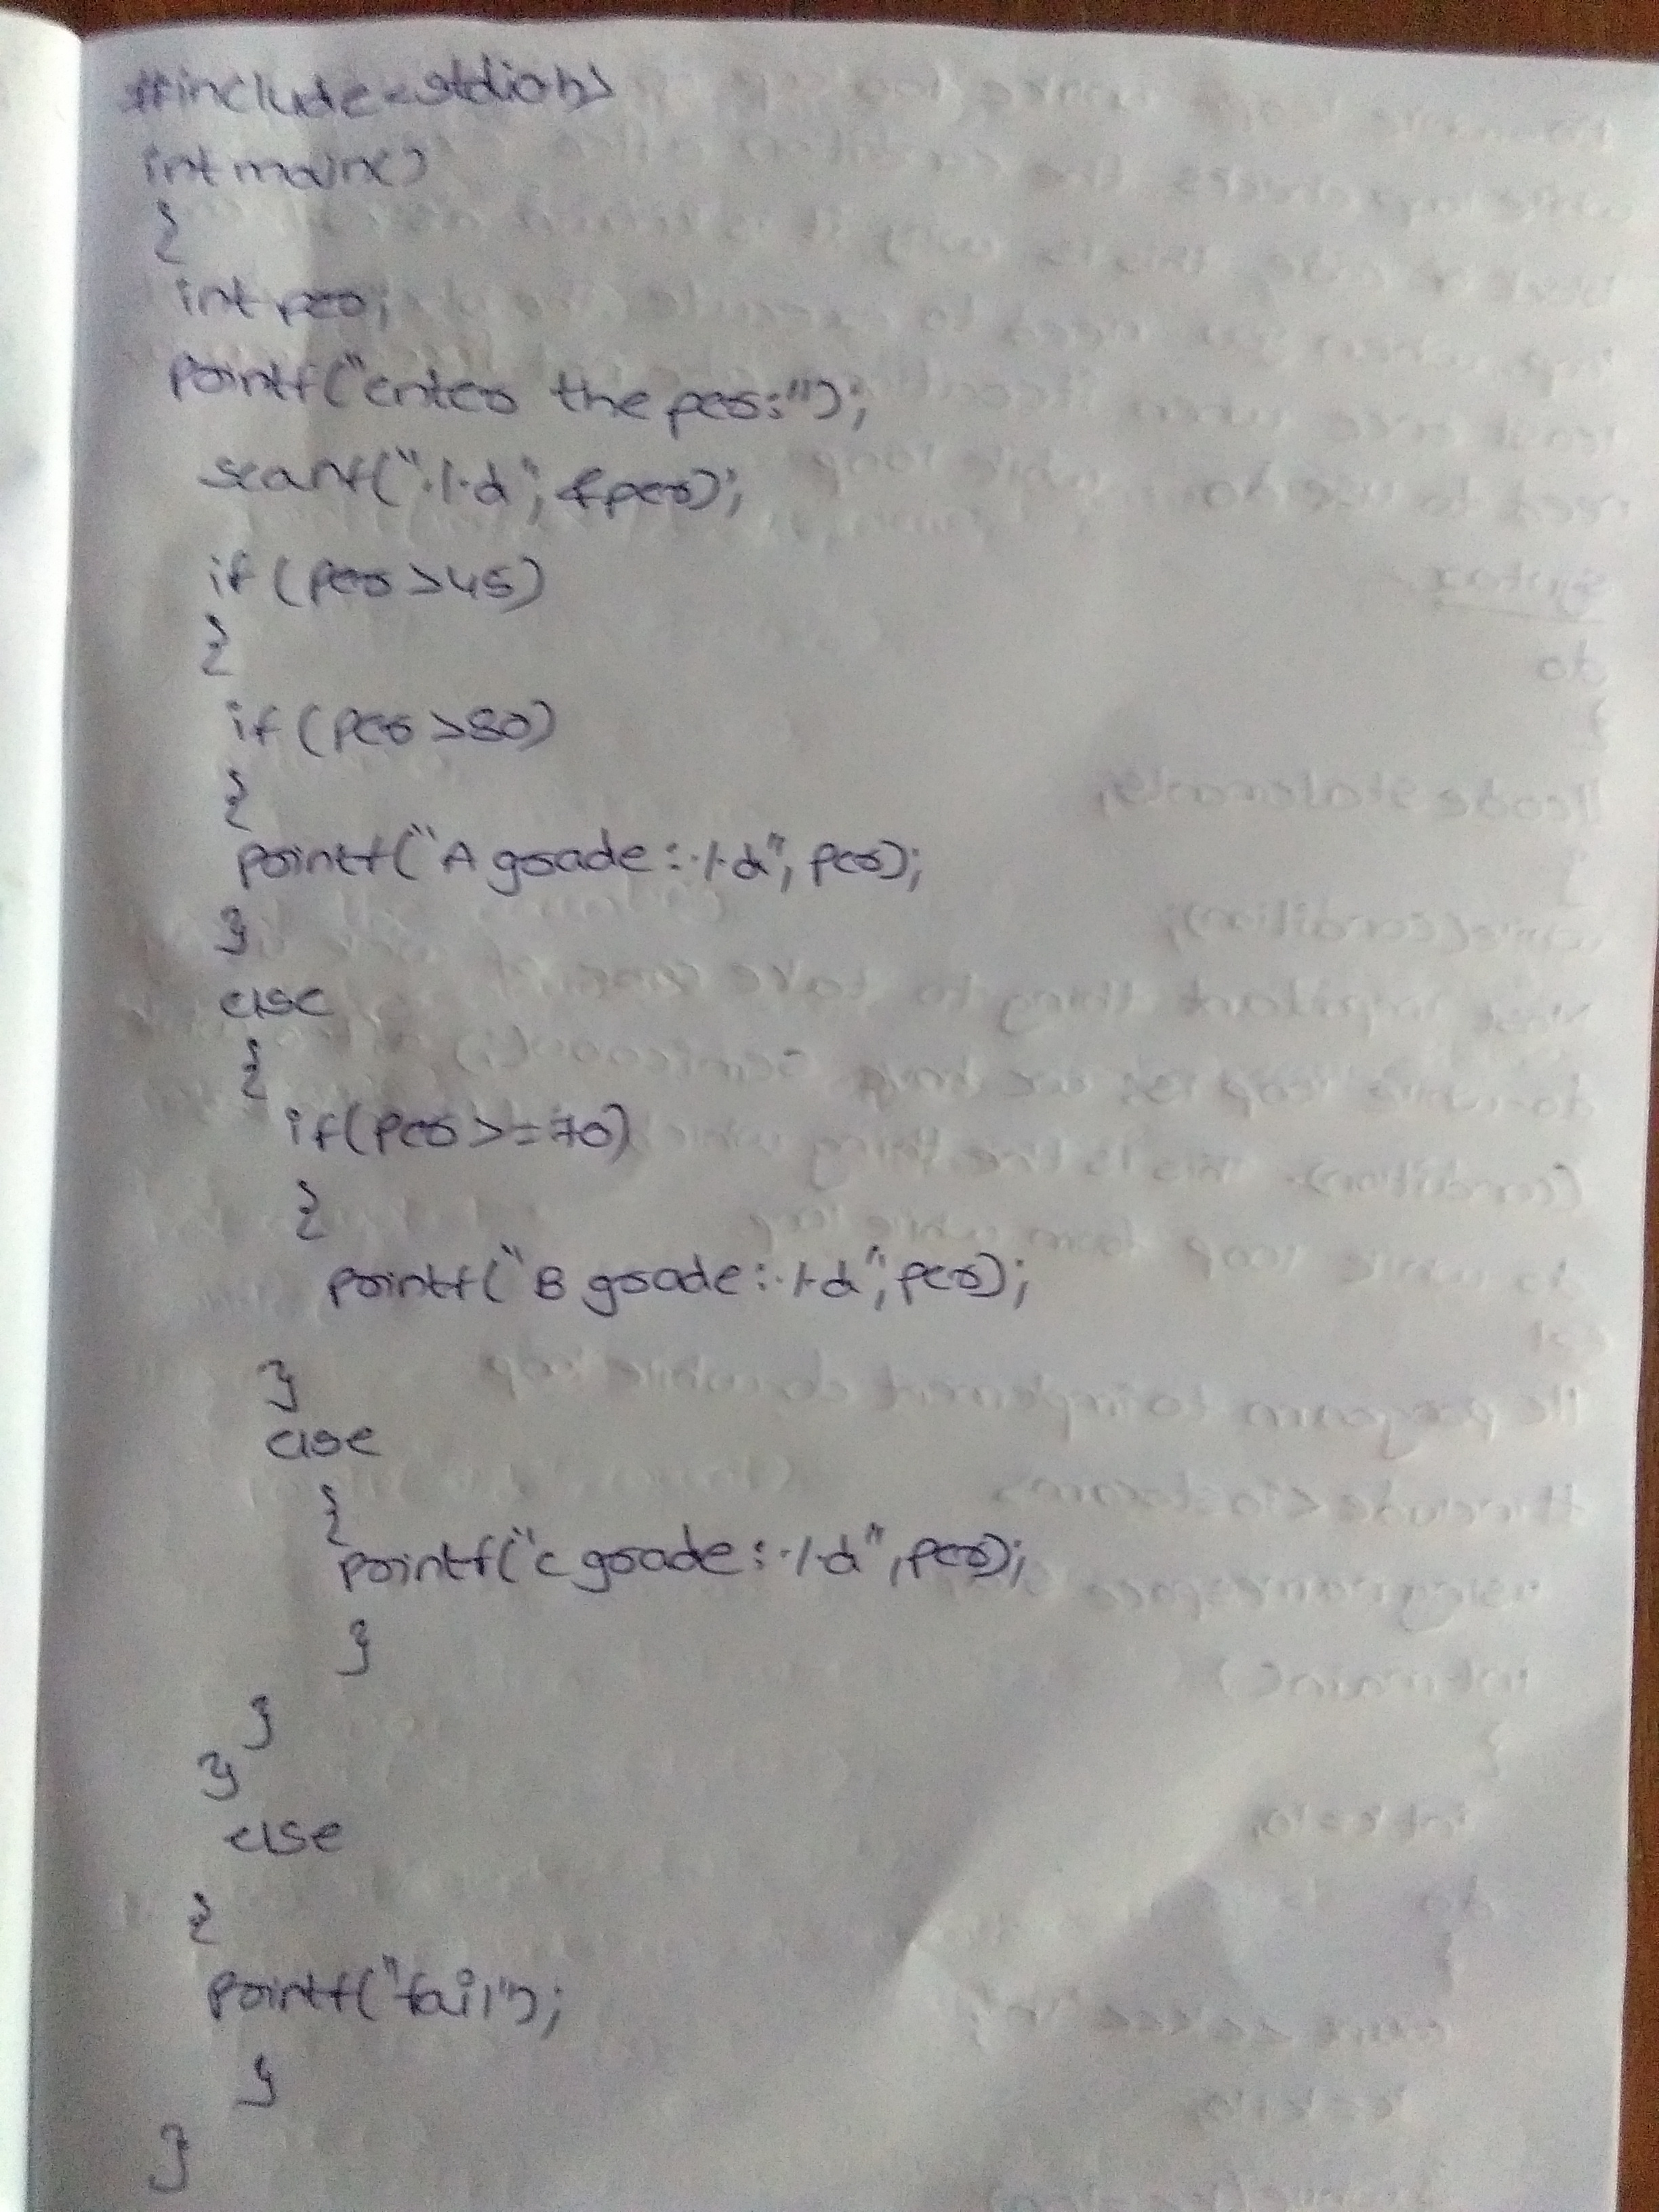 #include<stdioh>
int main()
{
int per;
printf("enter the per:");
scanf("%d", &per);
if (per >45)
{
if (per >80)
{
printf("A grade : %d", per);
}
else
{
if(per >=70)
{
printf("B grade : %d", per);
}
else
{
printf("c grade : %d", per);
}
}
}
else
{
printf("fail");
}
}